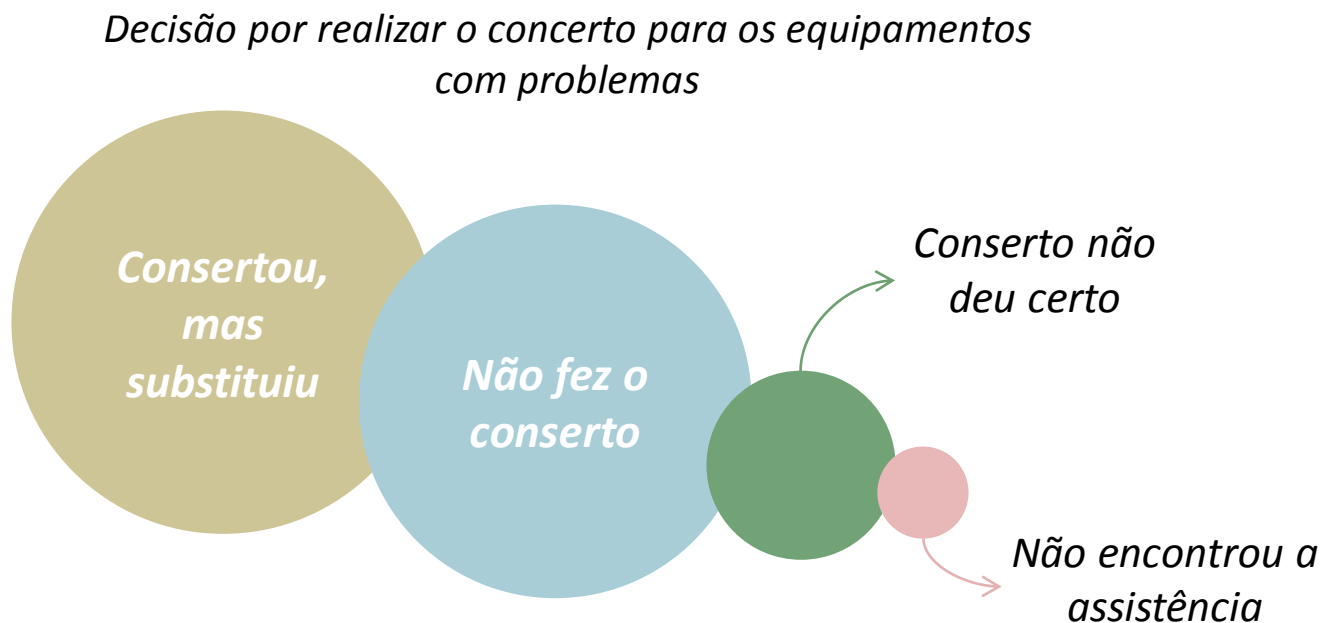 Decisão por realizar o concerto para os equipamentos
com problemas
Consertou,
mas
substituiu
Não fez o
conserto
Conserto não
deu certo
Não encontrou a
assistência